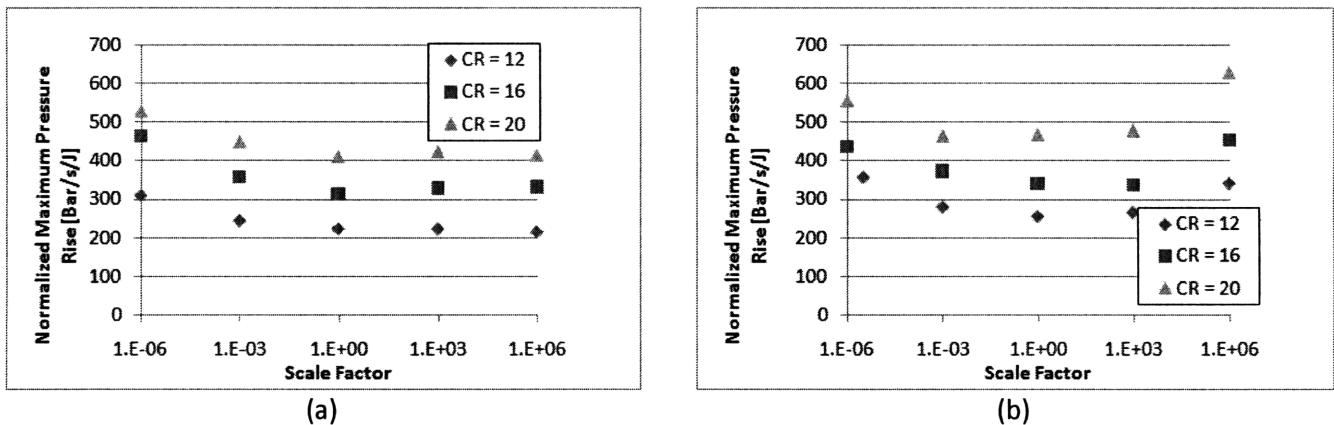 Normalized Maximum Pressure
Rise [Bar/s/J]
700
600
500
400
300
200
100
0
CR = 12
CR = 16
CR = 20
1.E-06 1.E-03 1.E+00 1.E+03 1.E+06
Scale Factor
(a)
Normalized Maximum Pressure
Rise [Bar/s/J]
700
600
500
400
300
200
100
0
CR = 12
CR = 16
CR = 20
1.E-06 1.E-03 1.E+00 1.E+03 1.E+06
Scale Factor
(b)